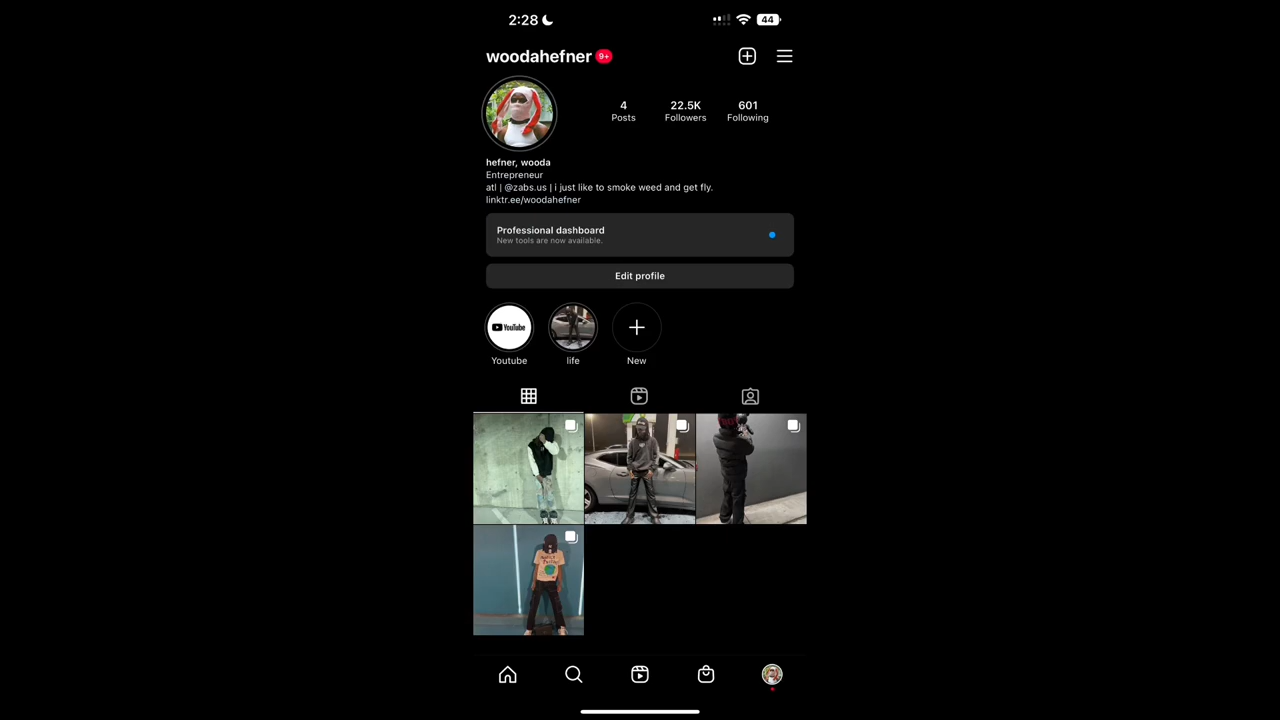 2:28
44
woodahefner 9+
4
Posts
22.5K
Followers
601
Following
hefner, wooda
Entrepreneur
atl | @zabs.us | i just like to smoke weed and get fly.
linktr.ee/woodahefner
Professional dashboard
New tools are now available.
Edit profile
YouTube
Youtube
life
New